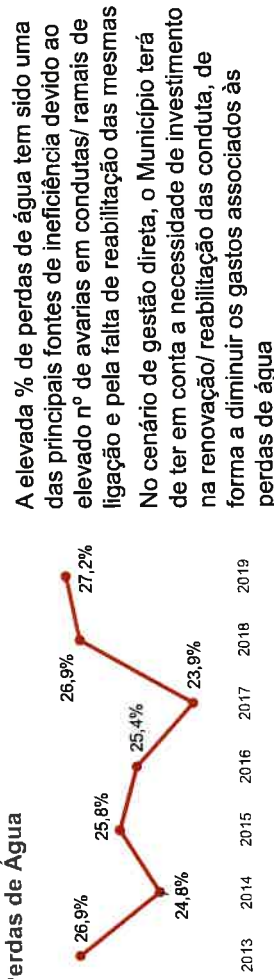 Perdas de Água
26,9%
24,8%
25,8%
25,4%
23,9%
26,9%
27,2%
2013 2014 2015 2016 2017 2018 2019
A elevada % de perdas de água tem sido uma
das principais fontes de ineficiência devido ao
elevado nº de avarias em condutas/ ramais de
ligação e pela falta de reabilitação das mesmas
No cenário de gestão direta, o Município terá
de ter em conta a necessidade de investimento
na renovação/ reabilitação das conduta, de
forma a diminuir os gastos associados às
perdas de água